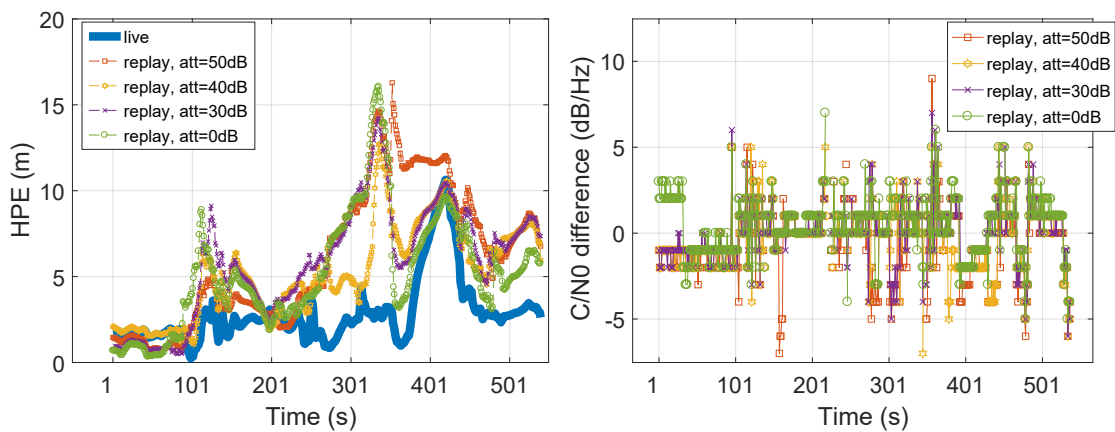 20
15
10
5
0
HPE (m)
live
replay, att=50dB
replay, att=40dB
replay, att=30dB
replay, att=0dB
1
101
201
301
401
501
Time (s)
10
5
0
-5
C/N0 difference (dB/Hz)
replay, att=50dB
replay, att=40dB
replay, att=30dB
replay, att=0dB
1
101
201
301
401
501
Time (s)